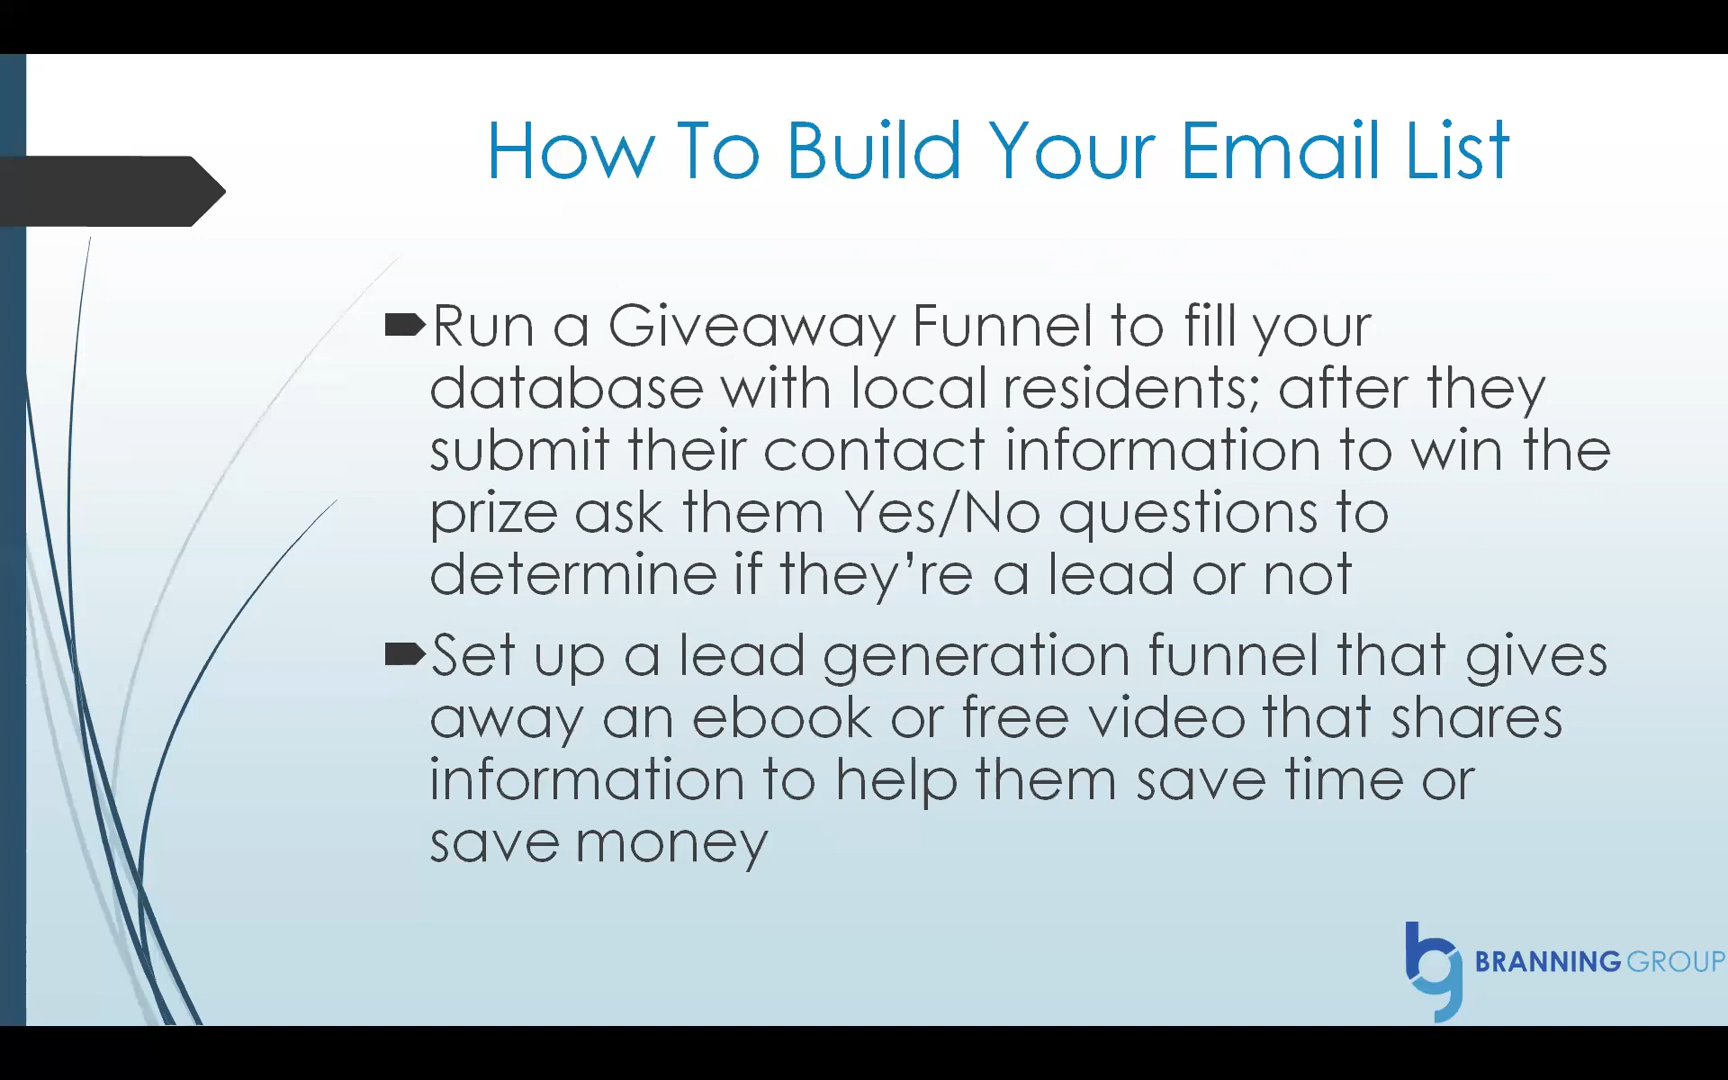 How To Build Your Email List
Run a Giveaway Funnel to fill your
database with local residents; after they
submit their contact information to win the
prize ask them Yes/No questions to
determine if they’re a lead or not
Set up a lead generation funnel that gives
away an ebook or free video that shares
information to help them save time or
save money
bg BRANNING GROUP